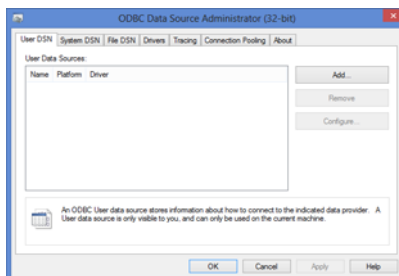 ODBC Data Source Administrator (32-bit)
User DSN System DSN File DSN Drivers Tracing Connection Pooling About
User Data Sources:
Name Platform Driver
Add...
Remove
Configure...
An ODBC User data source stores information about how to connect to the indicated data provider. A
User data source is only visible to you, and can only be used on the current machine.
OK Cancel Apply Help